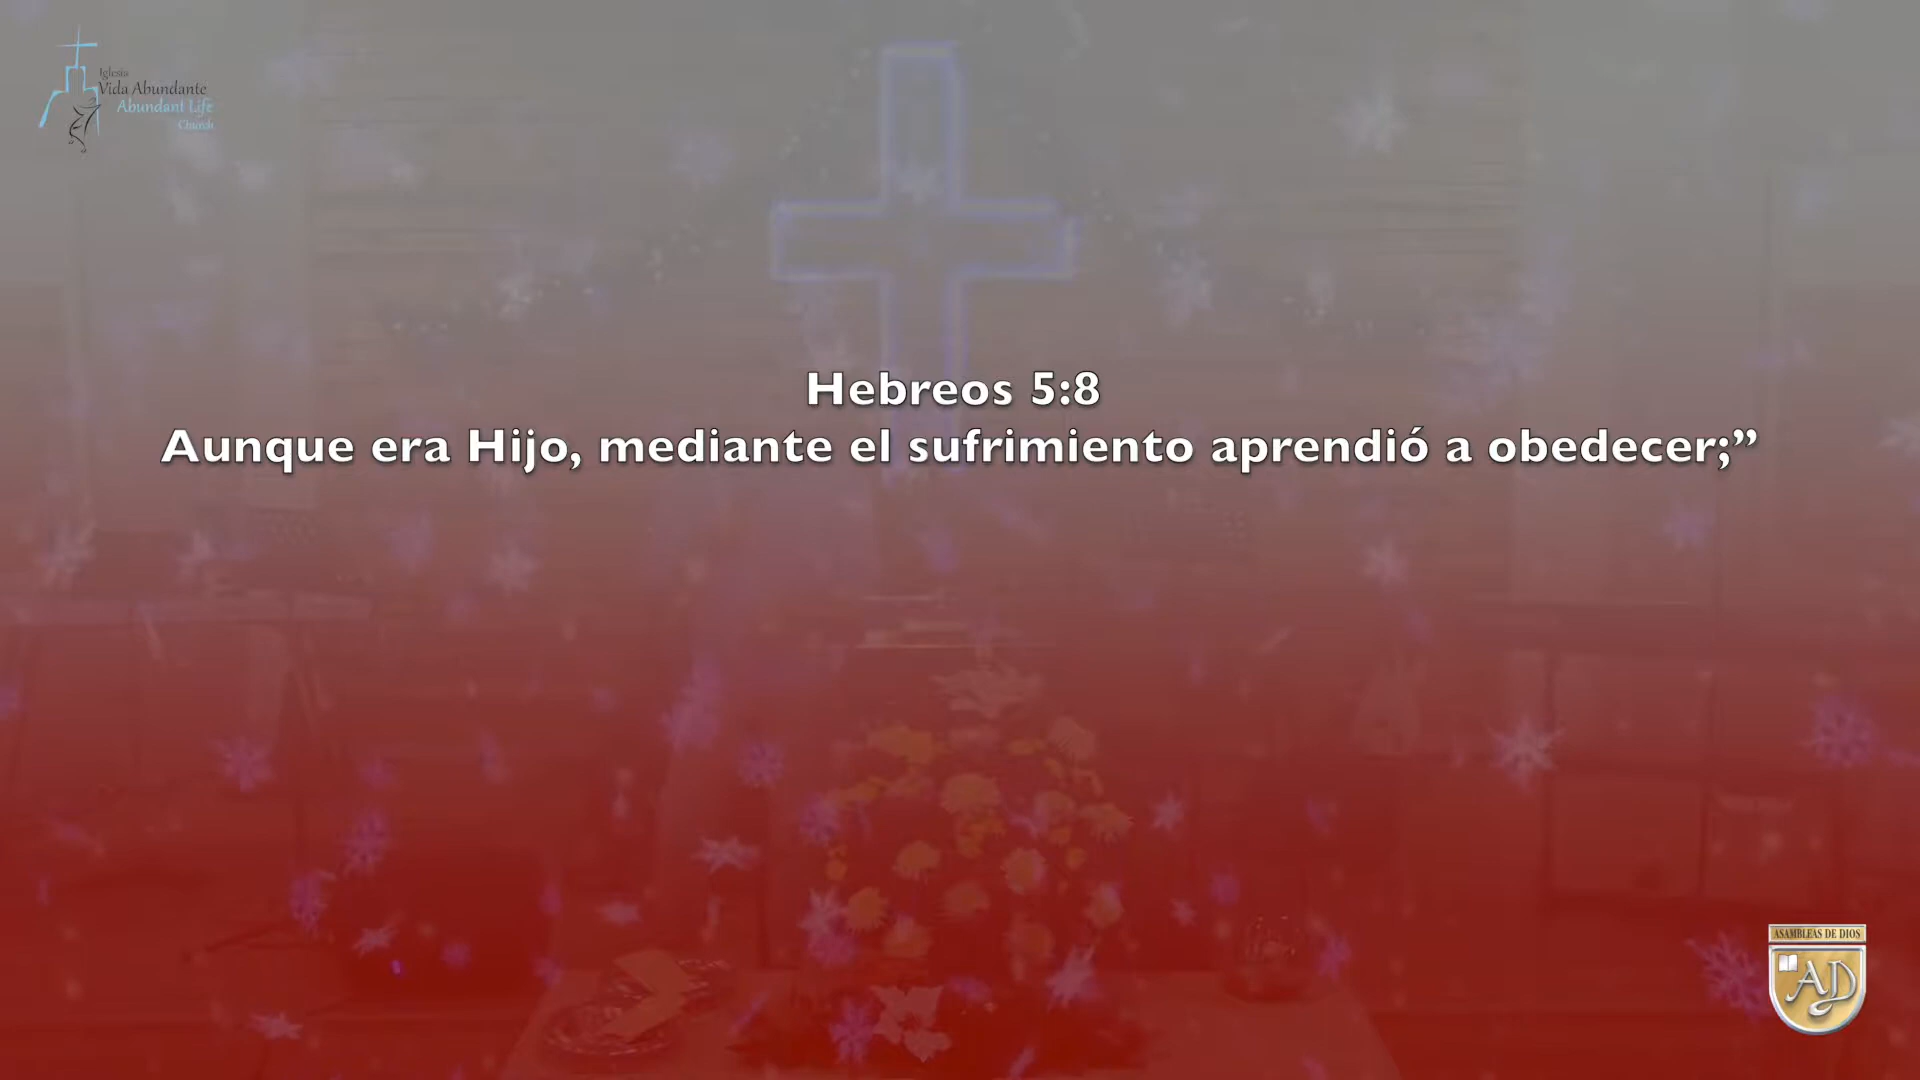 Iglesia
Vida Abundante
Abundant Life
Church
Hebreos 5:8
Aunque era Hijo, mediante el sufrimiento aprendió a obedecer;”
ASAMBLEAS DE DIOS
AD